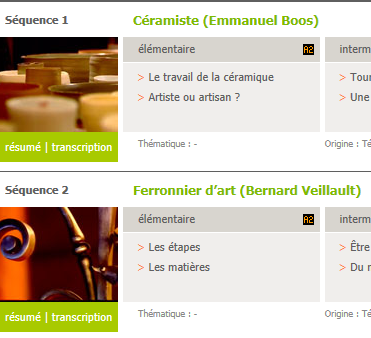 Séquence 1
Céramiste (Emmanuel Boos)
élémentaire A2 interm
> Le travail de la céramique
> Tour
> Artiste ou artisan ?
> Une
résumé | transcription
Thématique : -
Origine : Té
Séquence 2
Ferronnier d'art (Bernard Veillault)
élémentaire A2 interm
> Les étapes
> Être
> Les matières
> Du r
résumé | transcription
Thématique : -
Origine : Té